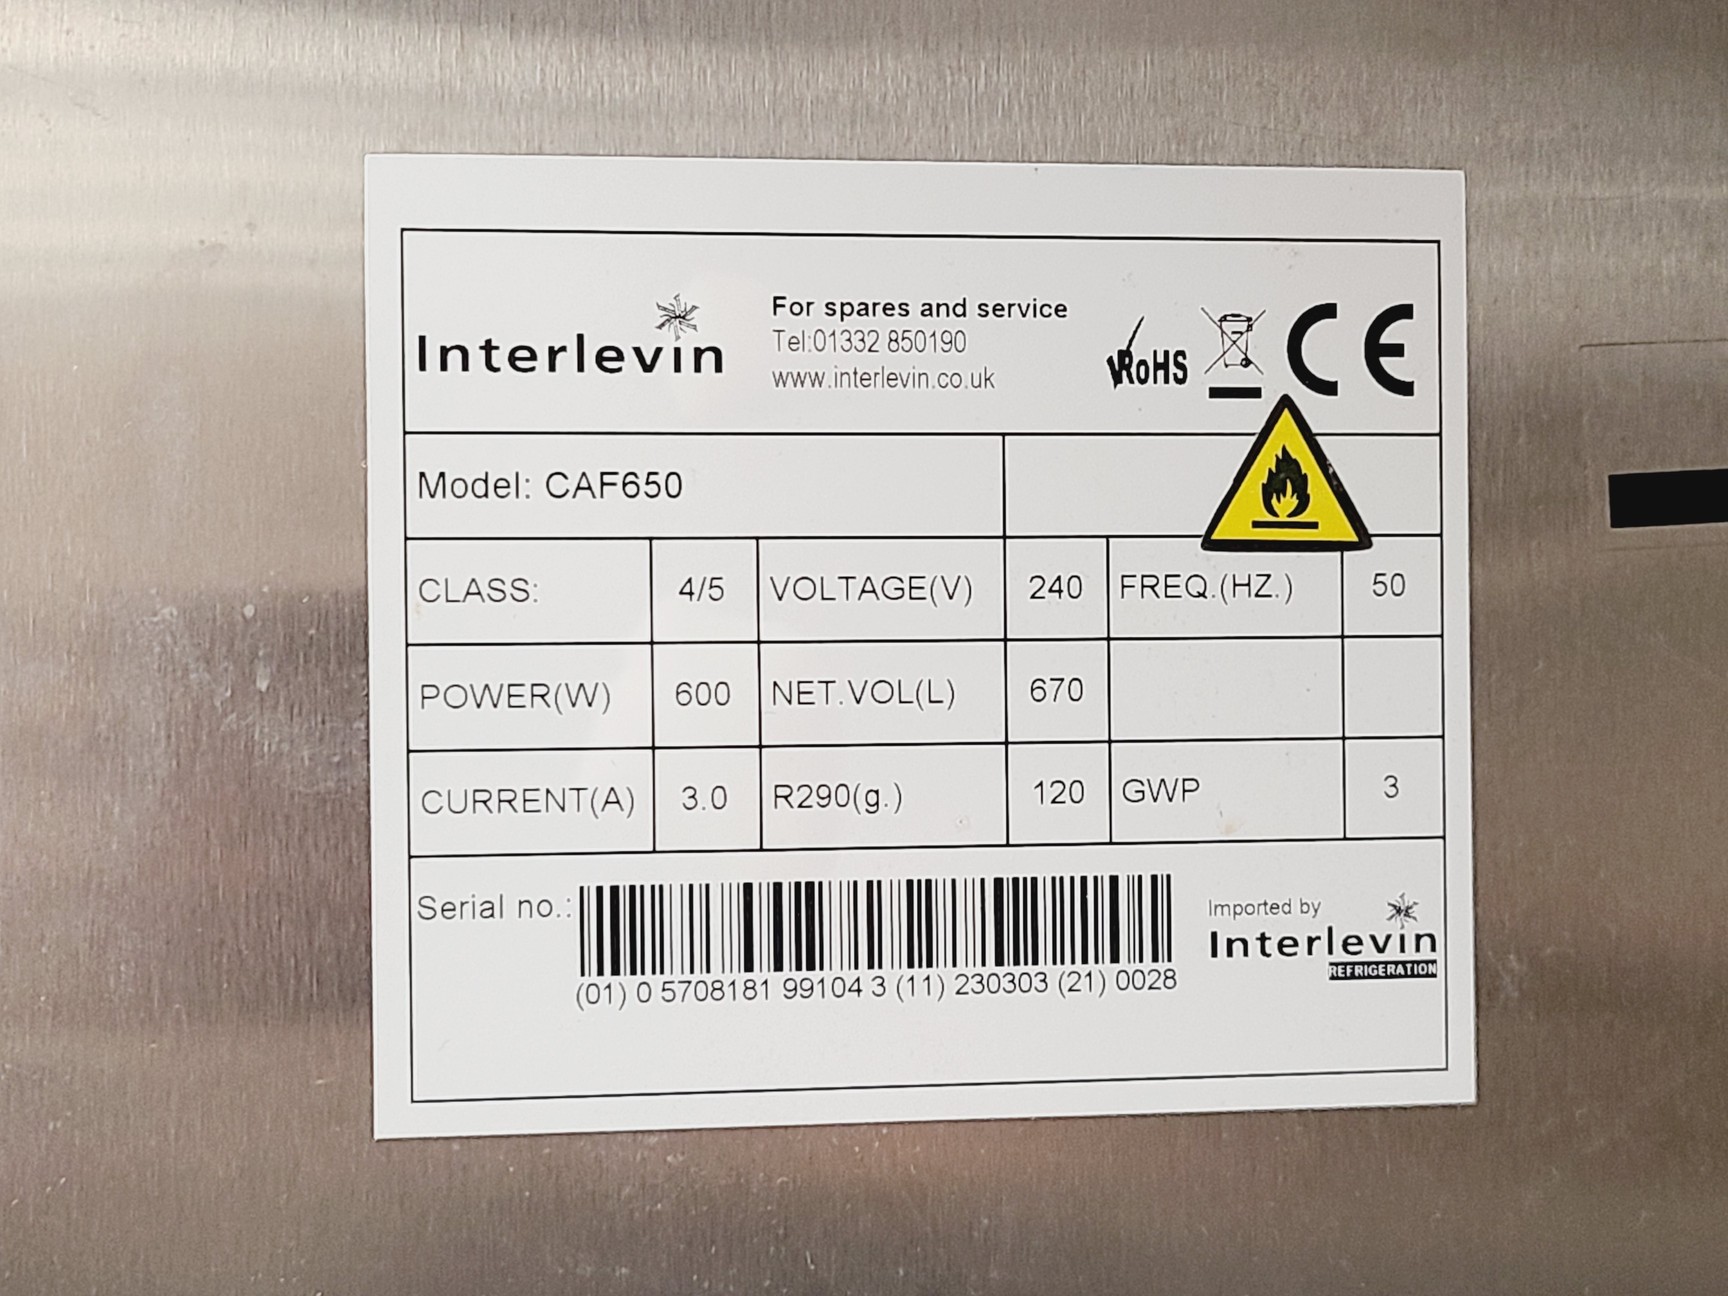 Interlevin
For spares and service
Tel:01332 850190
www.interlevin.co.uk
RoHS
CE
Model: CAF650
CLASS: 4/5 VOLTAGE(V) 240 FREQ.(HZ.) 50
POWER(W) 600 NET.VOL(L) 670
CURRENT(A) 3.0 R290(g.) 120 GWP 3
Serial no.:
(01) 0 5708181 99104 3 (11) 230303 (21) 0028
Imported by
Interlevin
REFRIGERATION